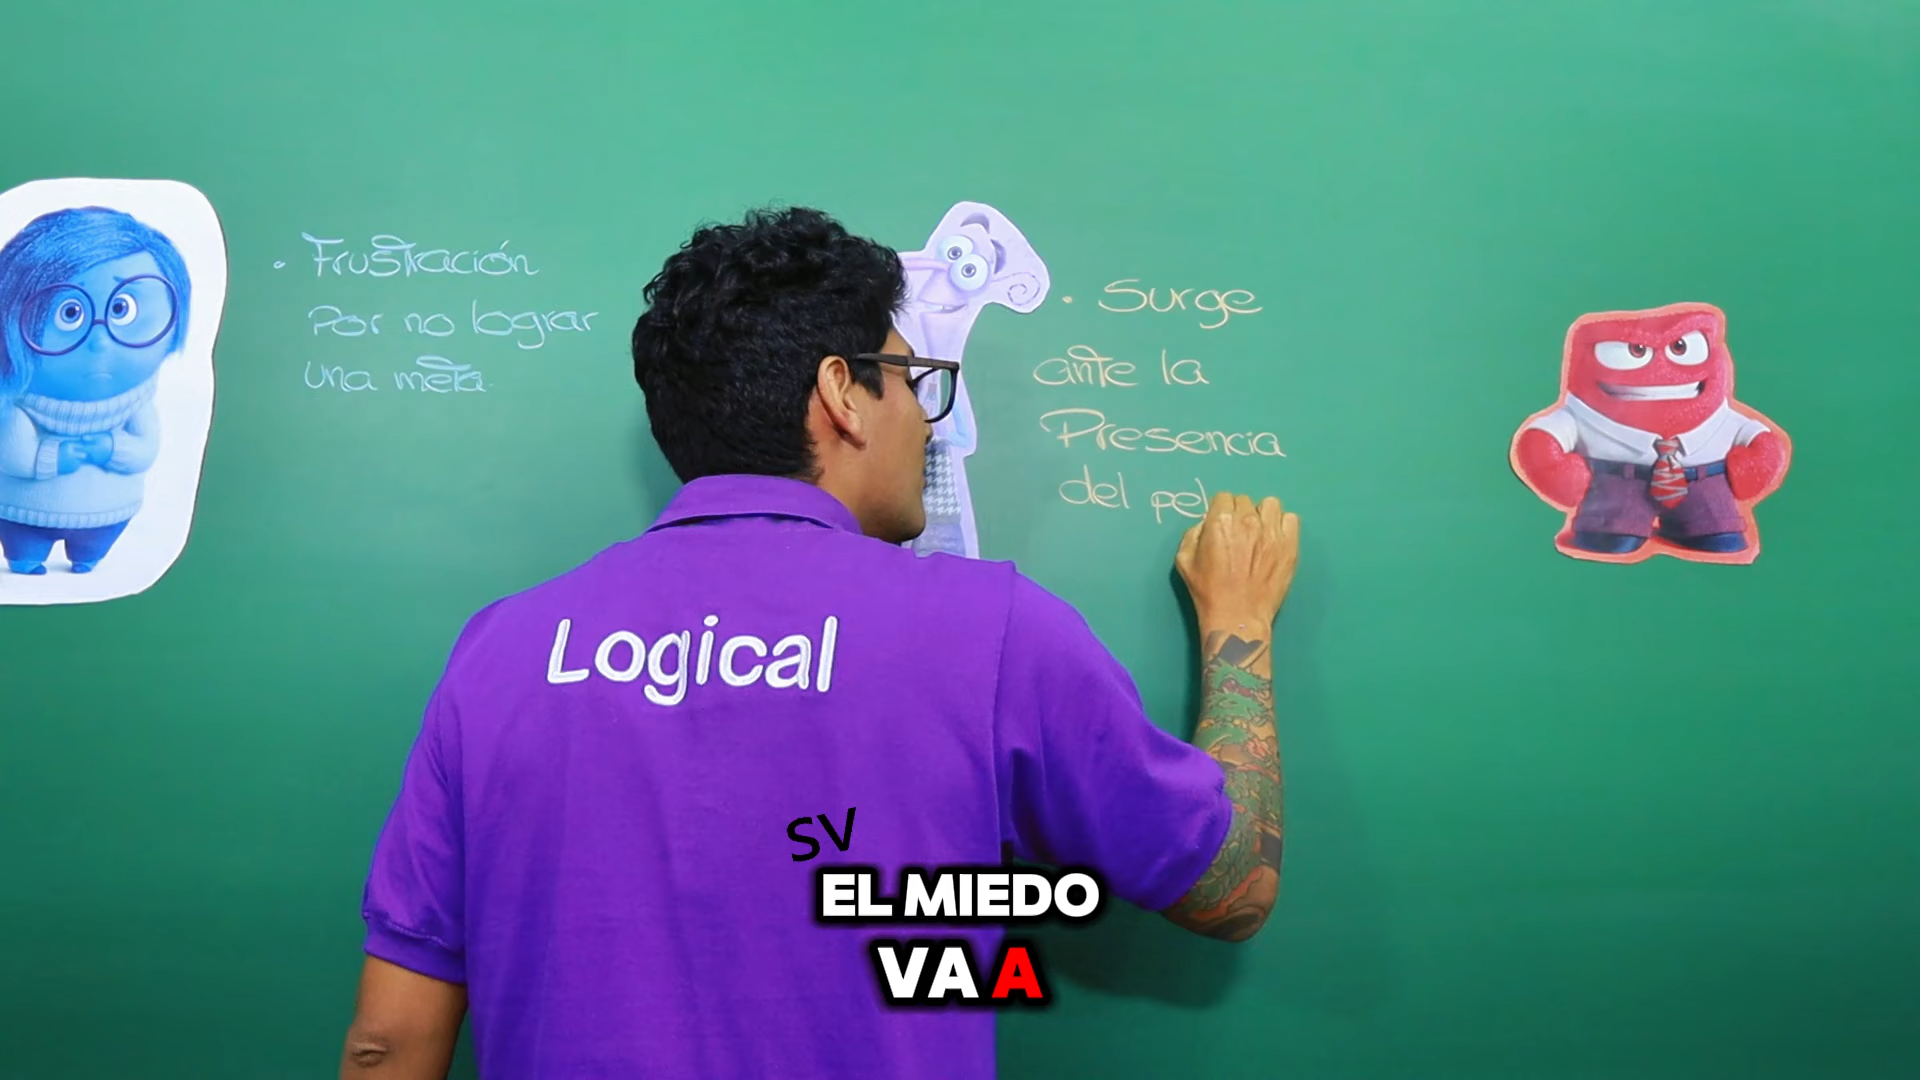 • Frustración
Por no lograr
una meta.
• Surge
ante la
Presencia
del pel
Logical
SV
EL MIEDO
VA A